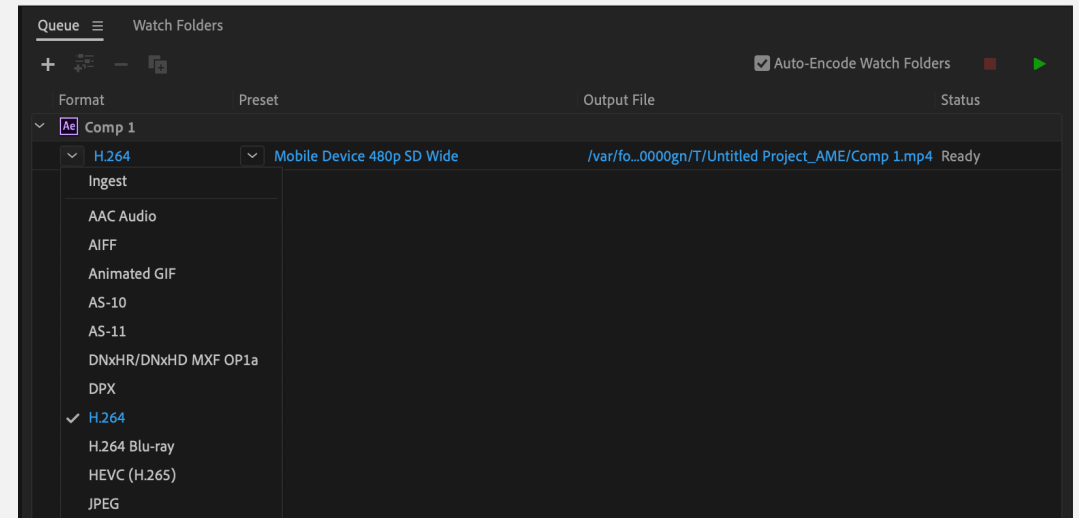 Queue Watch Folders
Auto-Encode Watch Folders
Format Preset Output File Status
Ae Comp 1
H.264 Mobile Device 480p SD Wide /var/fo...0000gn/T/Untitled Project_AME/Comp 1.mp4 Ready
Ingest
AAC Audio
AIFF
Animated GIF
AS-10
AS-11
DNxHR/DNxHD MXF OP1a
DPX
H.264
H.264 Blu-ray
HEVC (H.265)
JPEG